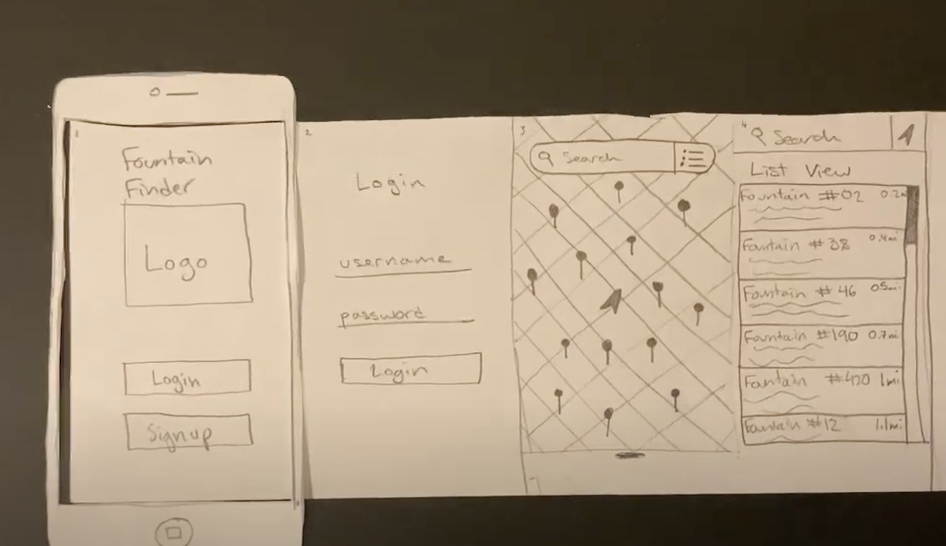 1
Fountain
Finder
Logo
Login
Signup
2
Login
username
password
Login
3
Search
4
Search
List View
Fountain #02 0.2m
Fountain #38 0.4mi
Fountain #46 0.5mi
Fountain #190 0.7mi
Fountain #420 1mi
Fountain #12 1.1mi